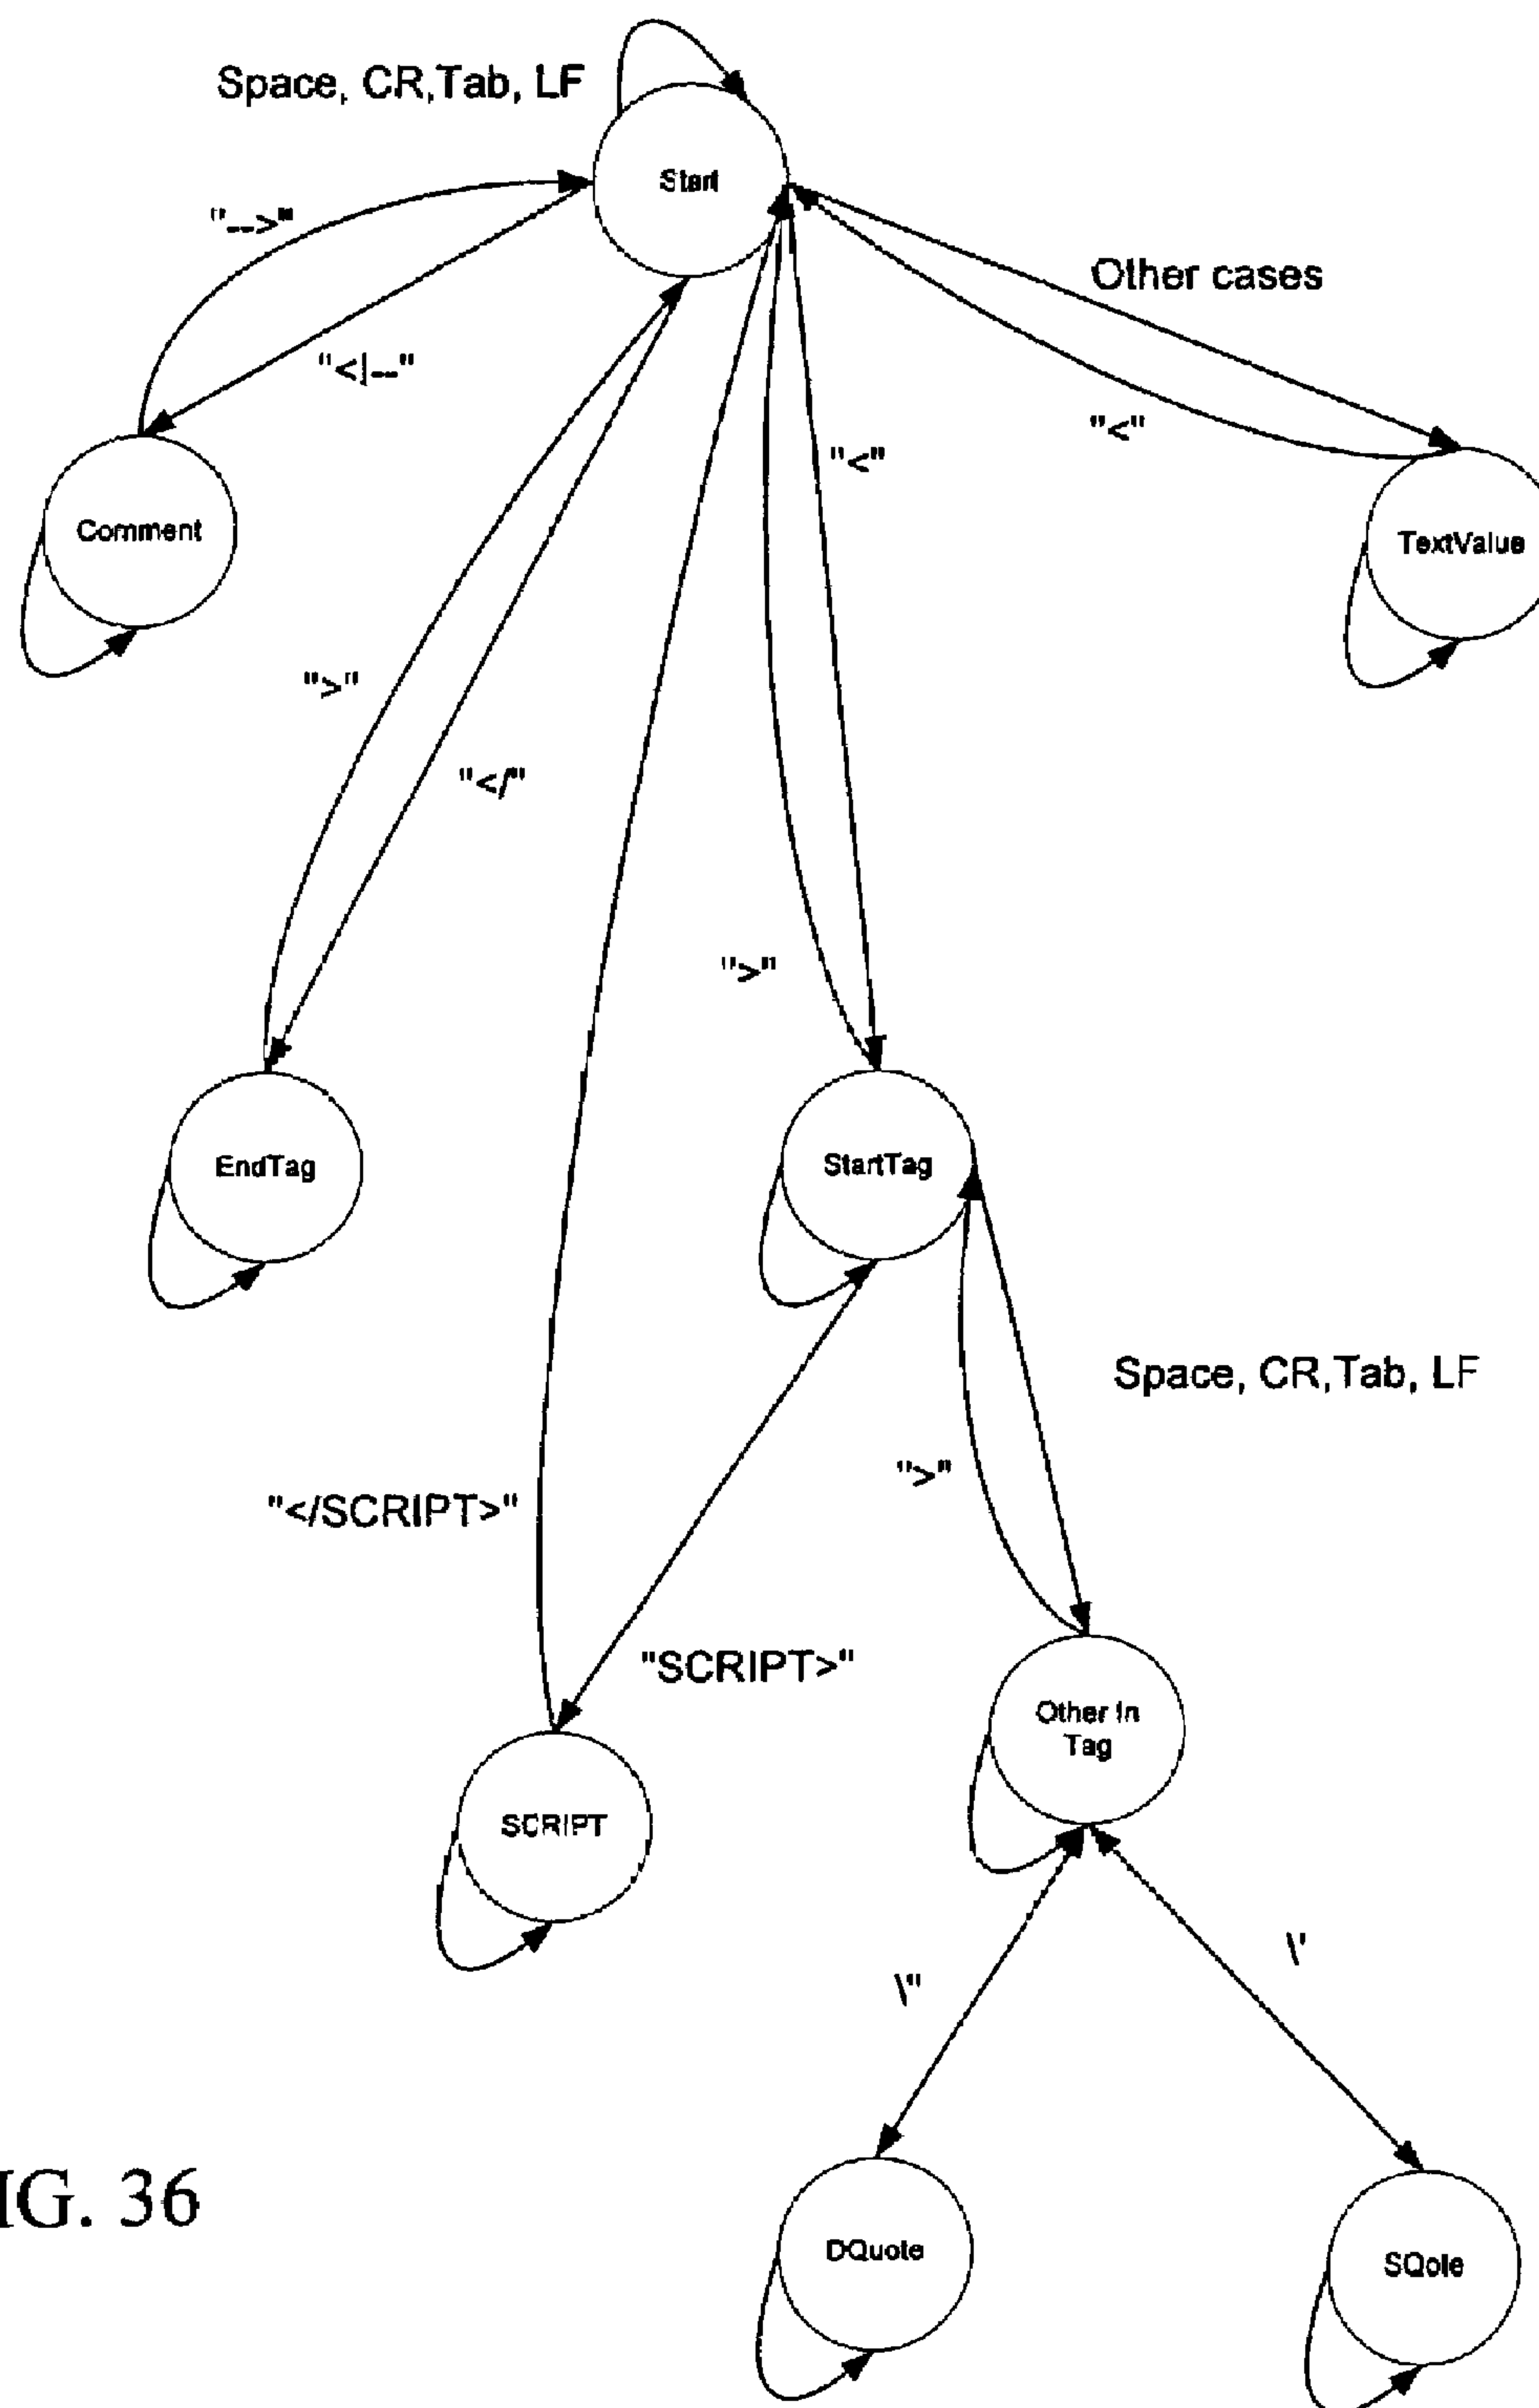 Space, CR,Tab, LF
Start
"-->"
Other cases
"<|--"
"<"
"<"
Comment
TextValue
">"
"</"
">"
EndTag
StartTag
Space, CR,Tab, LF
">"
"</SCRIPT>"
"SCRIPT>"
Other In
Tag
SCRIPT
\'
\"
IG. 36
DQuote
SQote